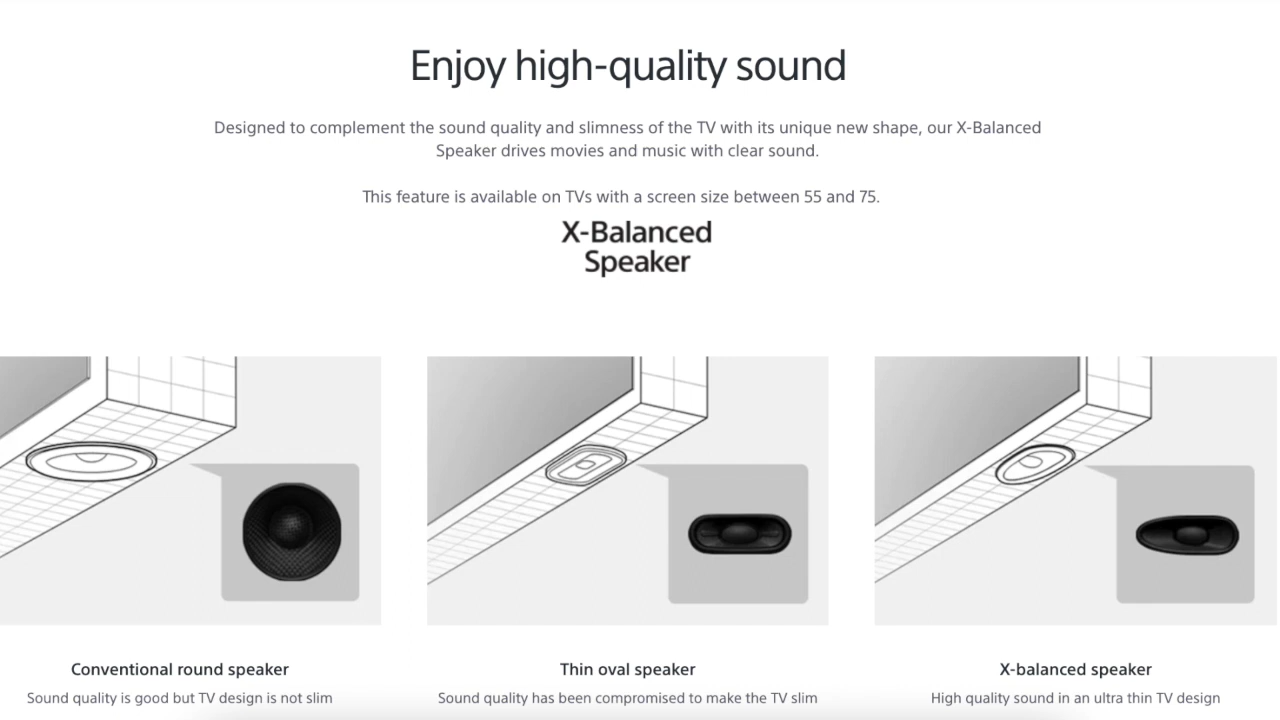 Enjoy high-quality sound
Designed to complement the sound quality and slimness of the TV with its unique new shape, our X-Balanced
Speaker drives movies and music with clear sound.
This feature is available on TVs with a screen size between 55 and 75.
X-Balanced
Speaker
Conventional round speaker
Sound quality is good but TV design is not slim
Thin oval speaker
Sound quality has been compromised to make the TV slim
X-balanced speaker
High quality sound in an ultra thin TV design